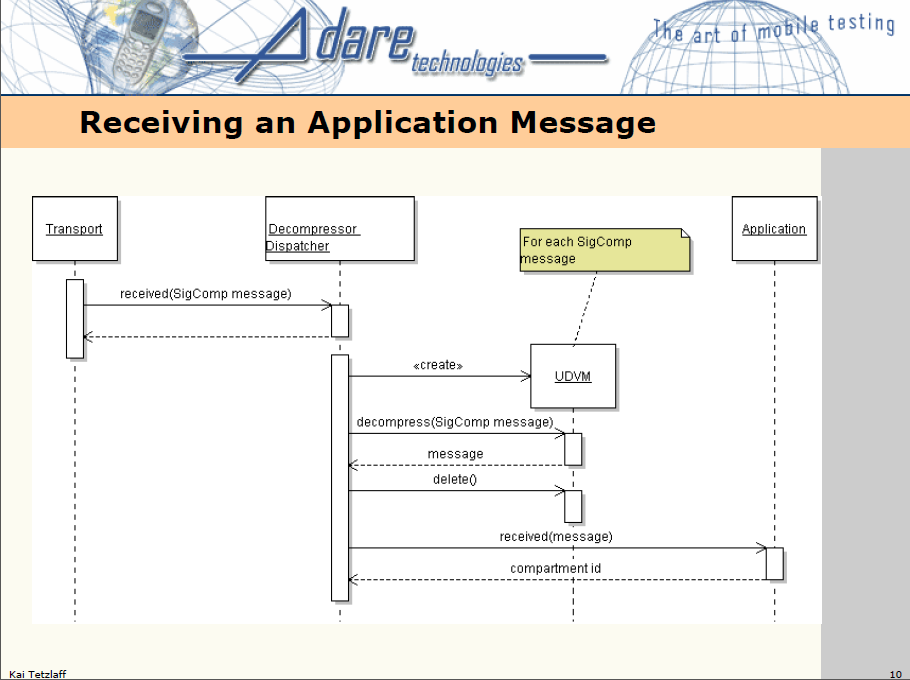 Adare
technologies
The art of mobile testing
Receiving an Application Message
Transport
Decompressor
Dispatcher
For each SigComp
message
Application
received(SigComp message)
«create»
UDVM
decompress(SigComp message)
message
delete()
received(message)
compartment id
Kai Tetzlaff
10